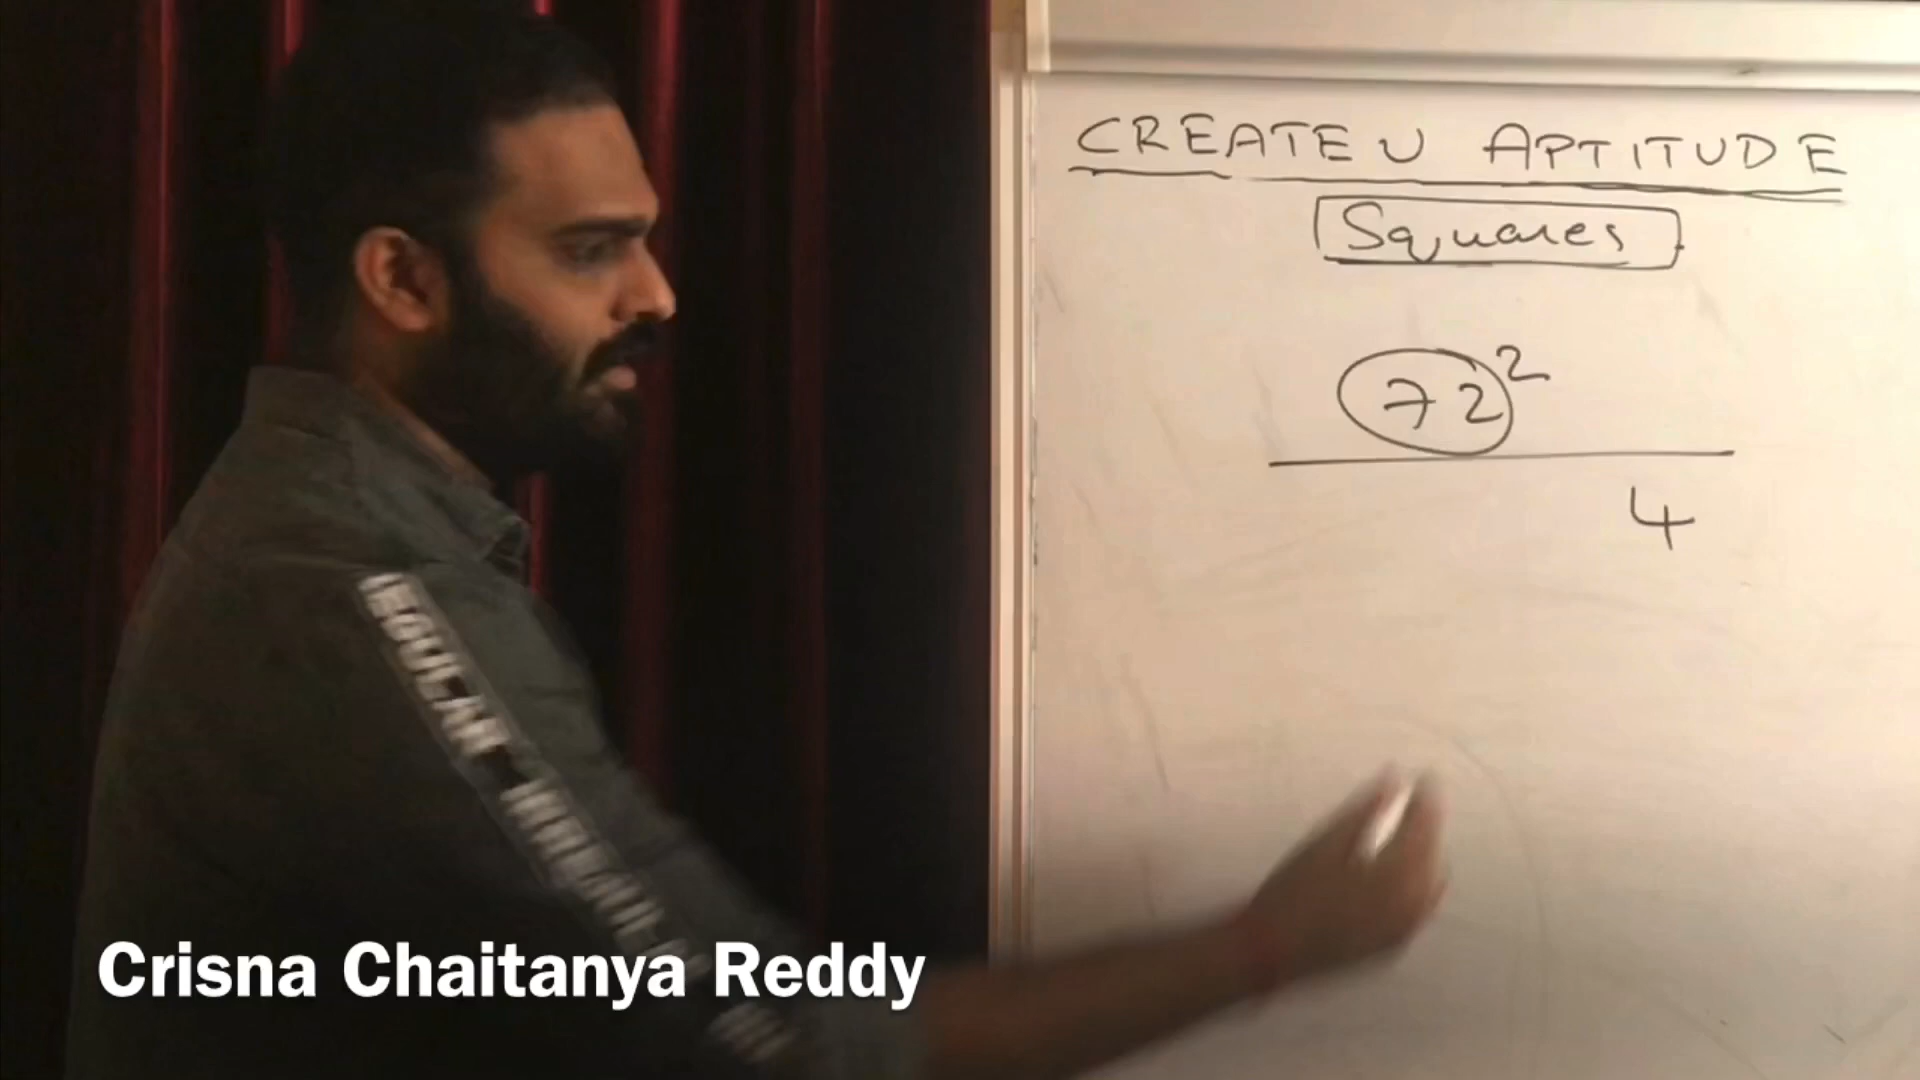 CREATE U APTITUDE
Squares
72²
4
Crisna Chaitanya Reddy